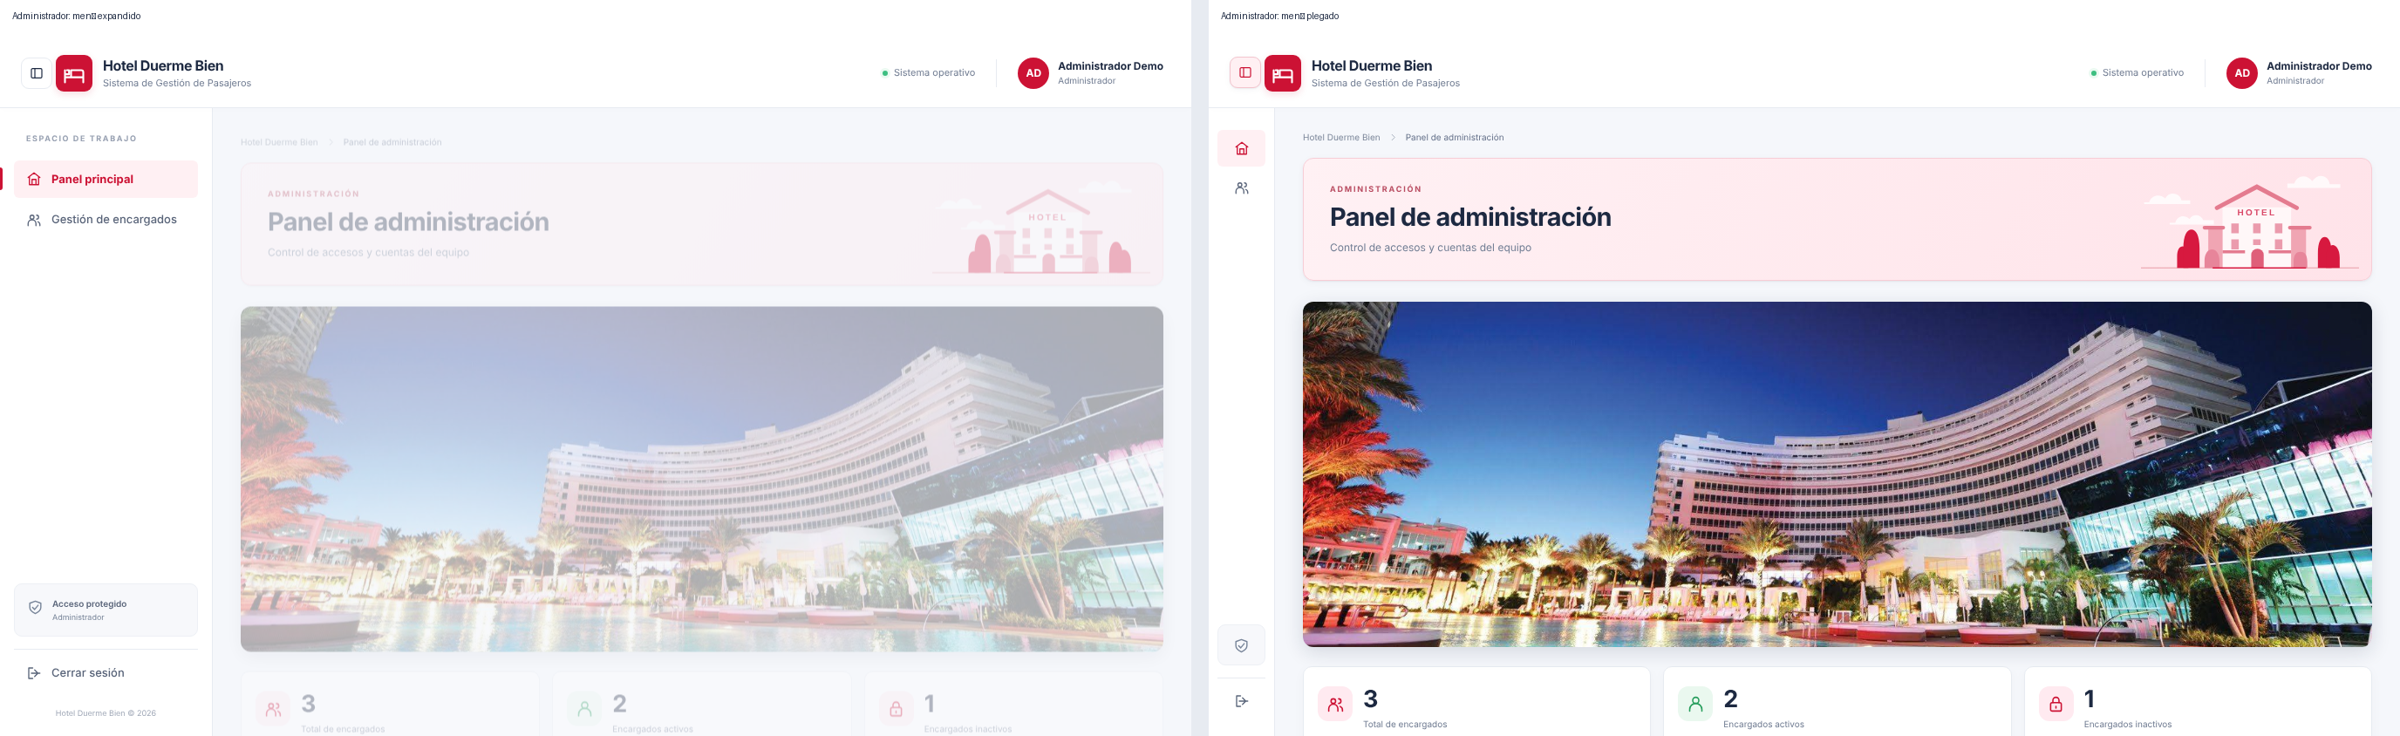 Administrador: men□ expandido
Hotel Duerme Bien
Sistema de Gestión de Pasajeros
Sistema operativo
AD
Administrador Demo
Administrador
ESPACIO DE TRABAJO
Panel principal
Gestión de encargados
Acceso protegido
Administrador
Cerrar sesión
Hotel Duerme Bien © 2026
Hotel Duerme Bien > Panel de administración
ADMINISTRACIÓN
Panel de administración
Control de accesos y cuentas del equipo
HOTEL
3
Total de encargados
2
Encargados activos
1
Encargados inactivos
Administrador: men□ plegado
Hotel Duerme Bien
Sistema de Gestión de Pasajeros
Sistema operativo
AD
Administrador Demo
Administrador
Hotel Duerme Bien > Panel de administración
ADMINISTRACIÓN
Panel de administración
Control de accesos y cuentas del equipo
HOTEL
3
Total de encargados
2
Encargados activos
1
Encargados inactivos